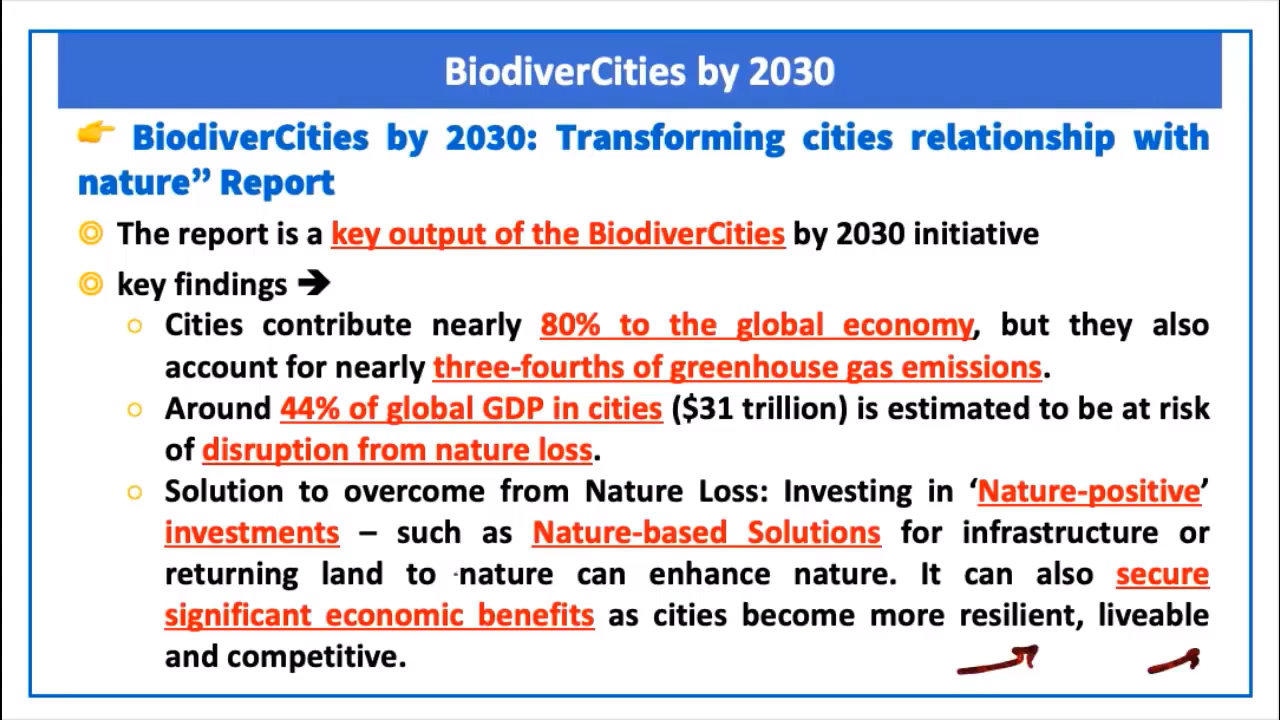 BiodiverCities by 2030
BiodiverCities by 2030: Transforming cities relationship with
nature” Report
The report is a key output of the BiodiverCities by 2030 initiative
key findings ➔
Cities contribute nearly 80% to the global economy, but they also
account for nearly three-fourths of greenhouse gas emissions.
Around 44% of global GDP in cities ($31 trillion) is estimated to be at risk
of disruption from nature loss.
Solution to overcome from Nature Loss: Investing in ‘Nature-positive’
investments – such as Nature-based Solutions for infrastructure or
returning land to nature can enhance nature. It can also secure
significant economic benefits as cities become more resilient, liveable
and competitive.